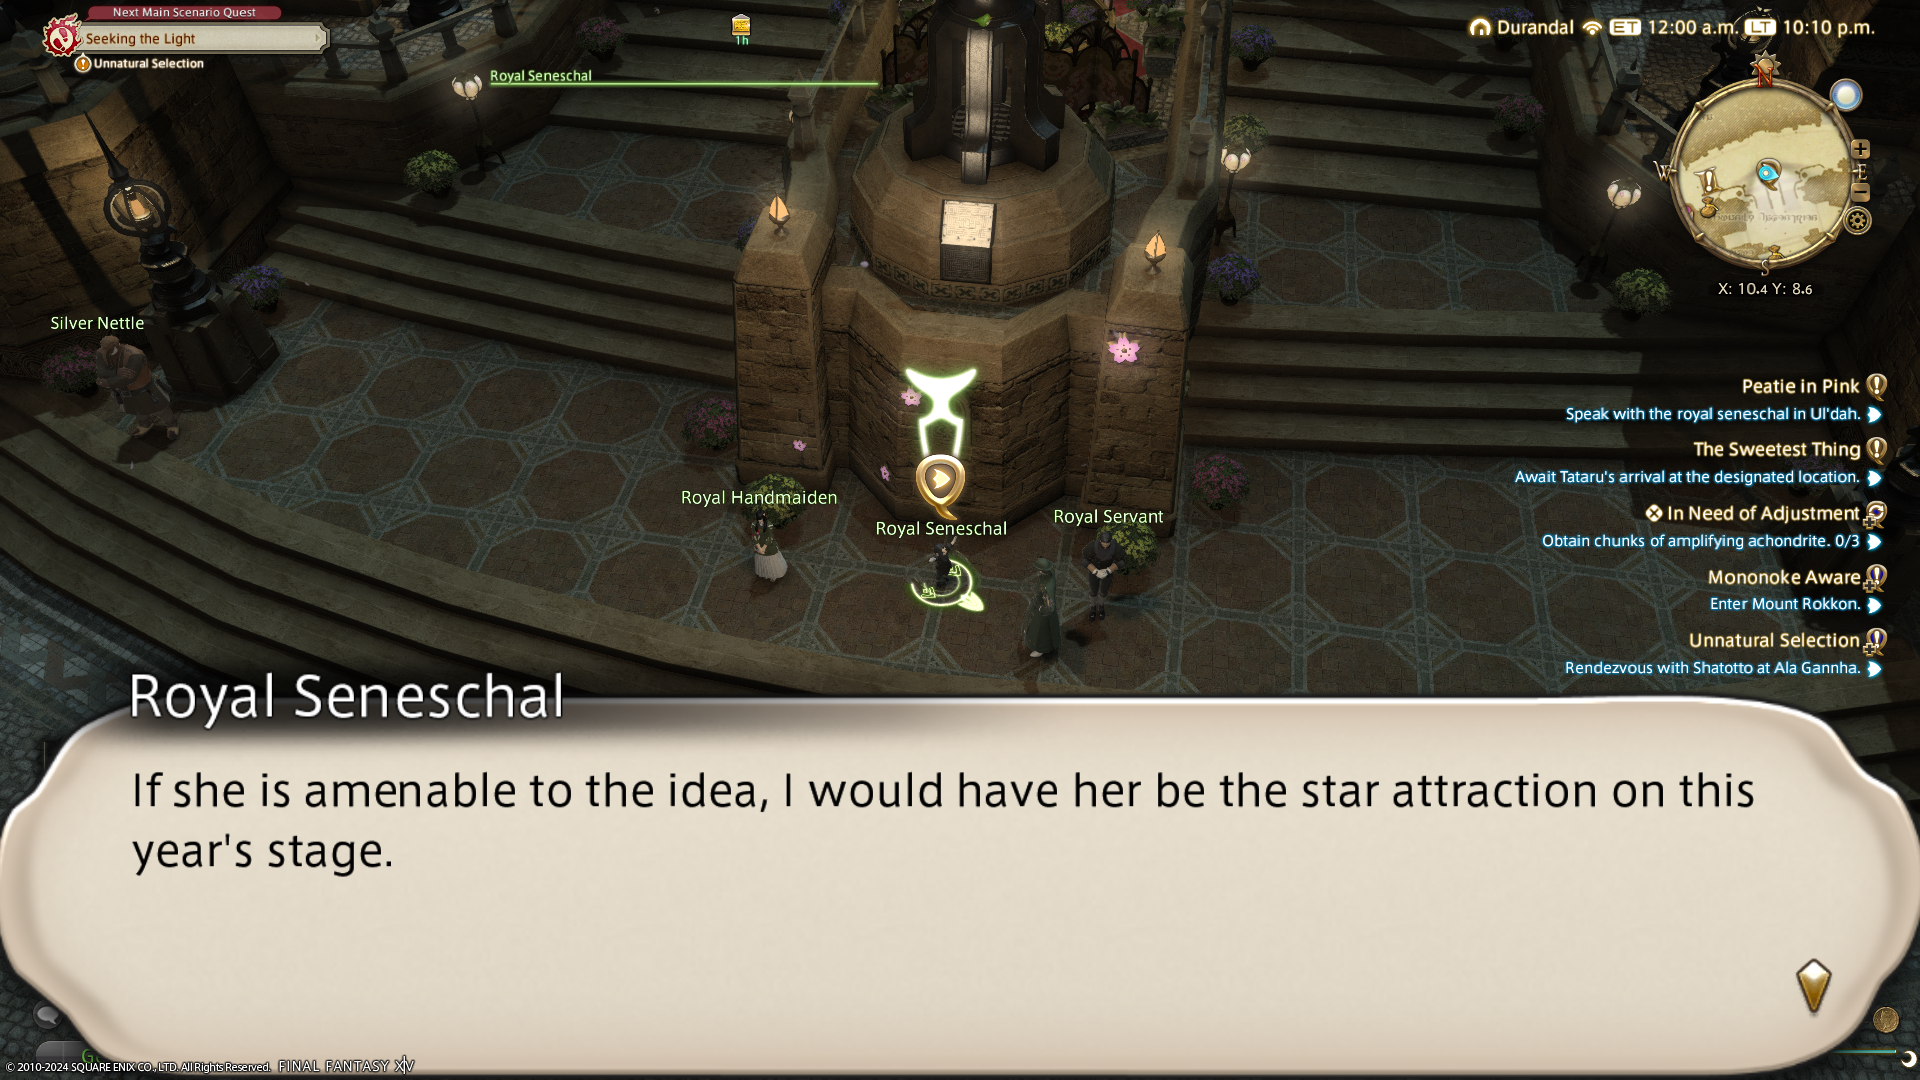 Next Main Scenario Quest
Seeking the Light
Unnatural Selection
1h
Royal Seneschal
Durandal ET 12:00 a.m. LT 10:10 p.m.
N
W
E
S
X: 10.4 Y: 8.6
Silver Nettle
Peatie in Pink
Speak with the royal seneschal in Ul'dah.
The Sweetest Thing
Await Tataru's arrival at the designated location.
In Need of Adjustment
Obtain chunks of amplifying achondrite. 0/3
Mononoke Aware
Enter Mount Rokkon.
Unnatural Selection
Rendezvous with Shatotto at Ala Gannha.
Royal Handmaiden
Royal Seneschal
Royal Servant
Royal Seneschal
If she is amenable to the idea, I would have her be the star attraction on this
year's stage.
© 2010-2024 SQUARE ENIX CO., LTD. All Rights Reserved. FINAL FANTASY XIV